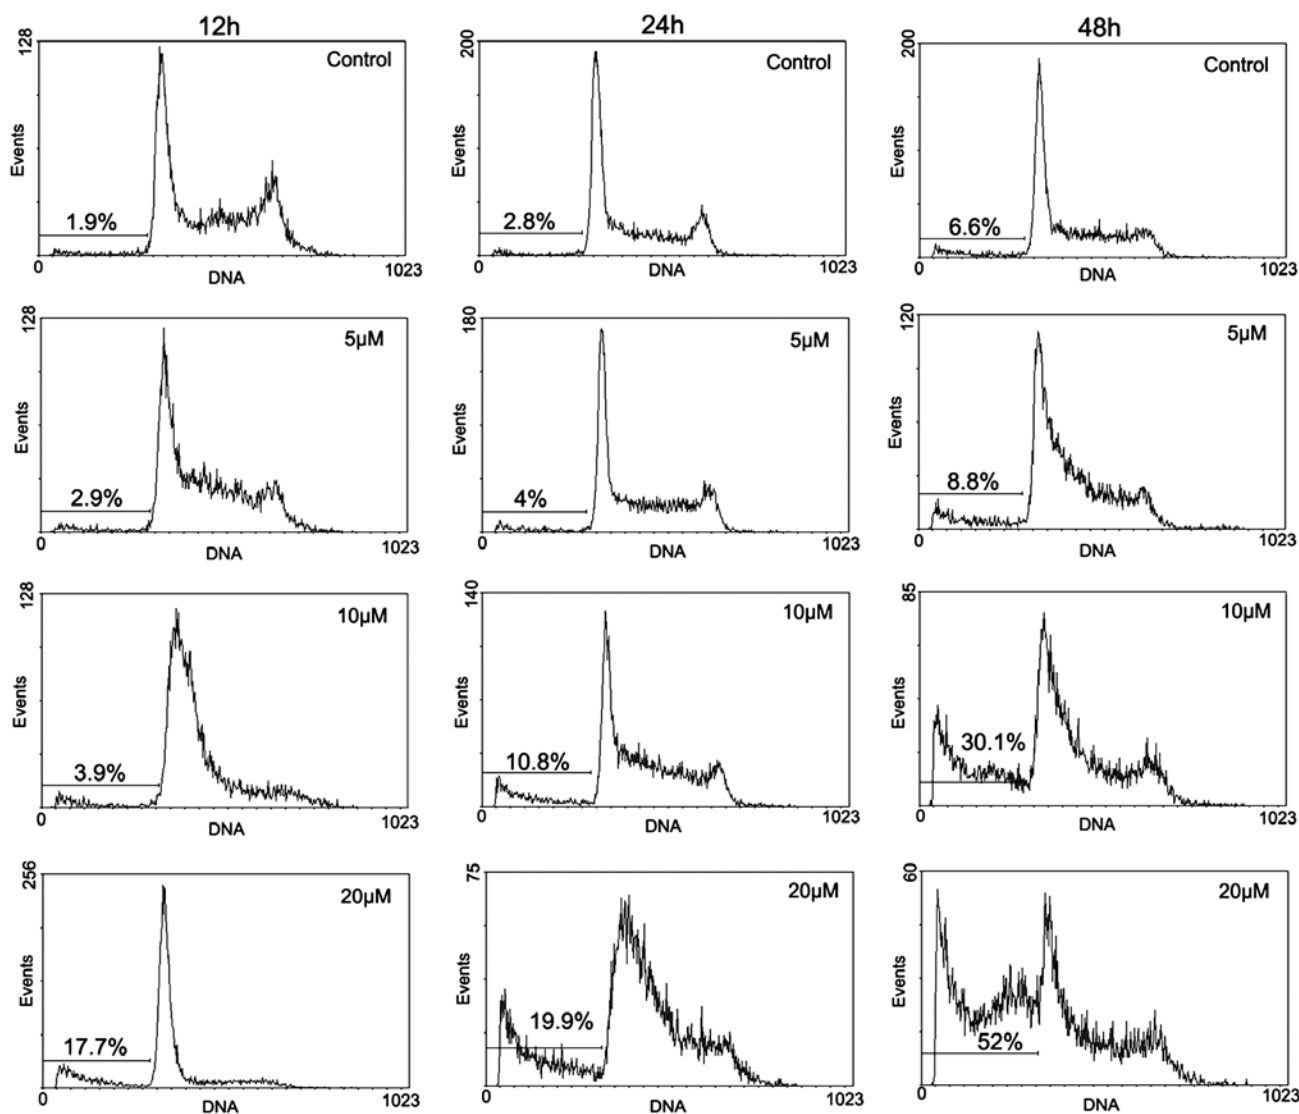 12h
128
Control
Events
1.9%
0
DNA
1023
24h
200
Control
Events
2.8%
0
DNA
1023
48h
200
Control
Events
6.6%
0
DNA
1023
128
5µM
Events
2.9%
0
DNA
1023
180
5µM
Events
4%
0
DNA
1023
120
5µM
Events
8.8%
0
DNA
1023
128
10µM
Events
3.9%
0
DNA
1023
140
10µM
Events
10.8%
0
DNA
1023
85
10µM
Events
30.1%
0
DNA
1023
256
20µM
Events
17.7%
0
DNA
1023
75
20µM
Events
19.9%
0
DNA
1023
60
20µM
Events
52%
0
DNA
1023